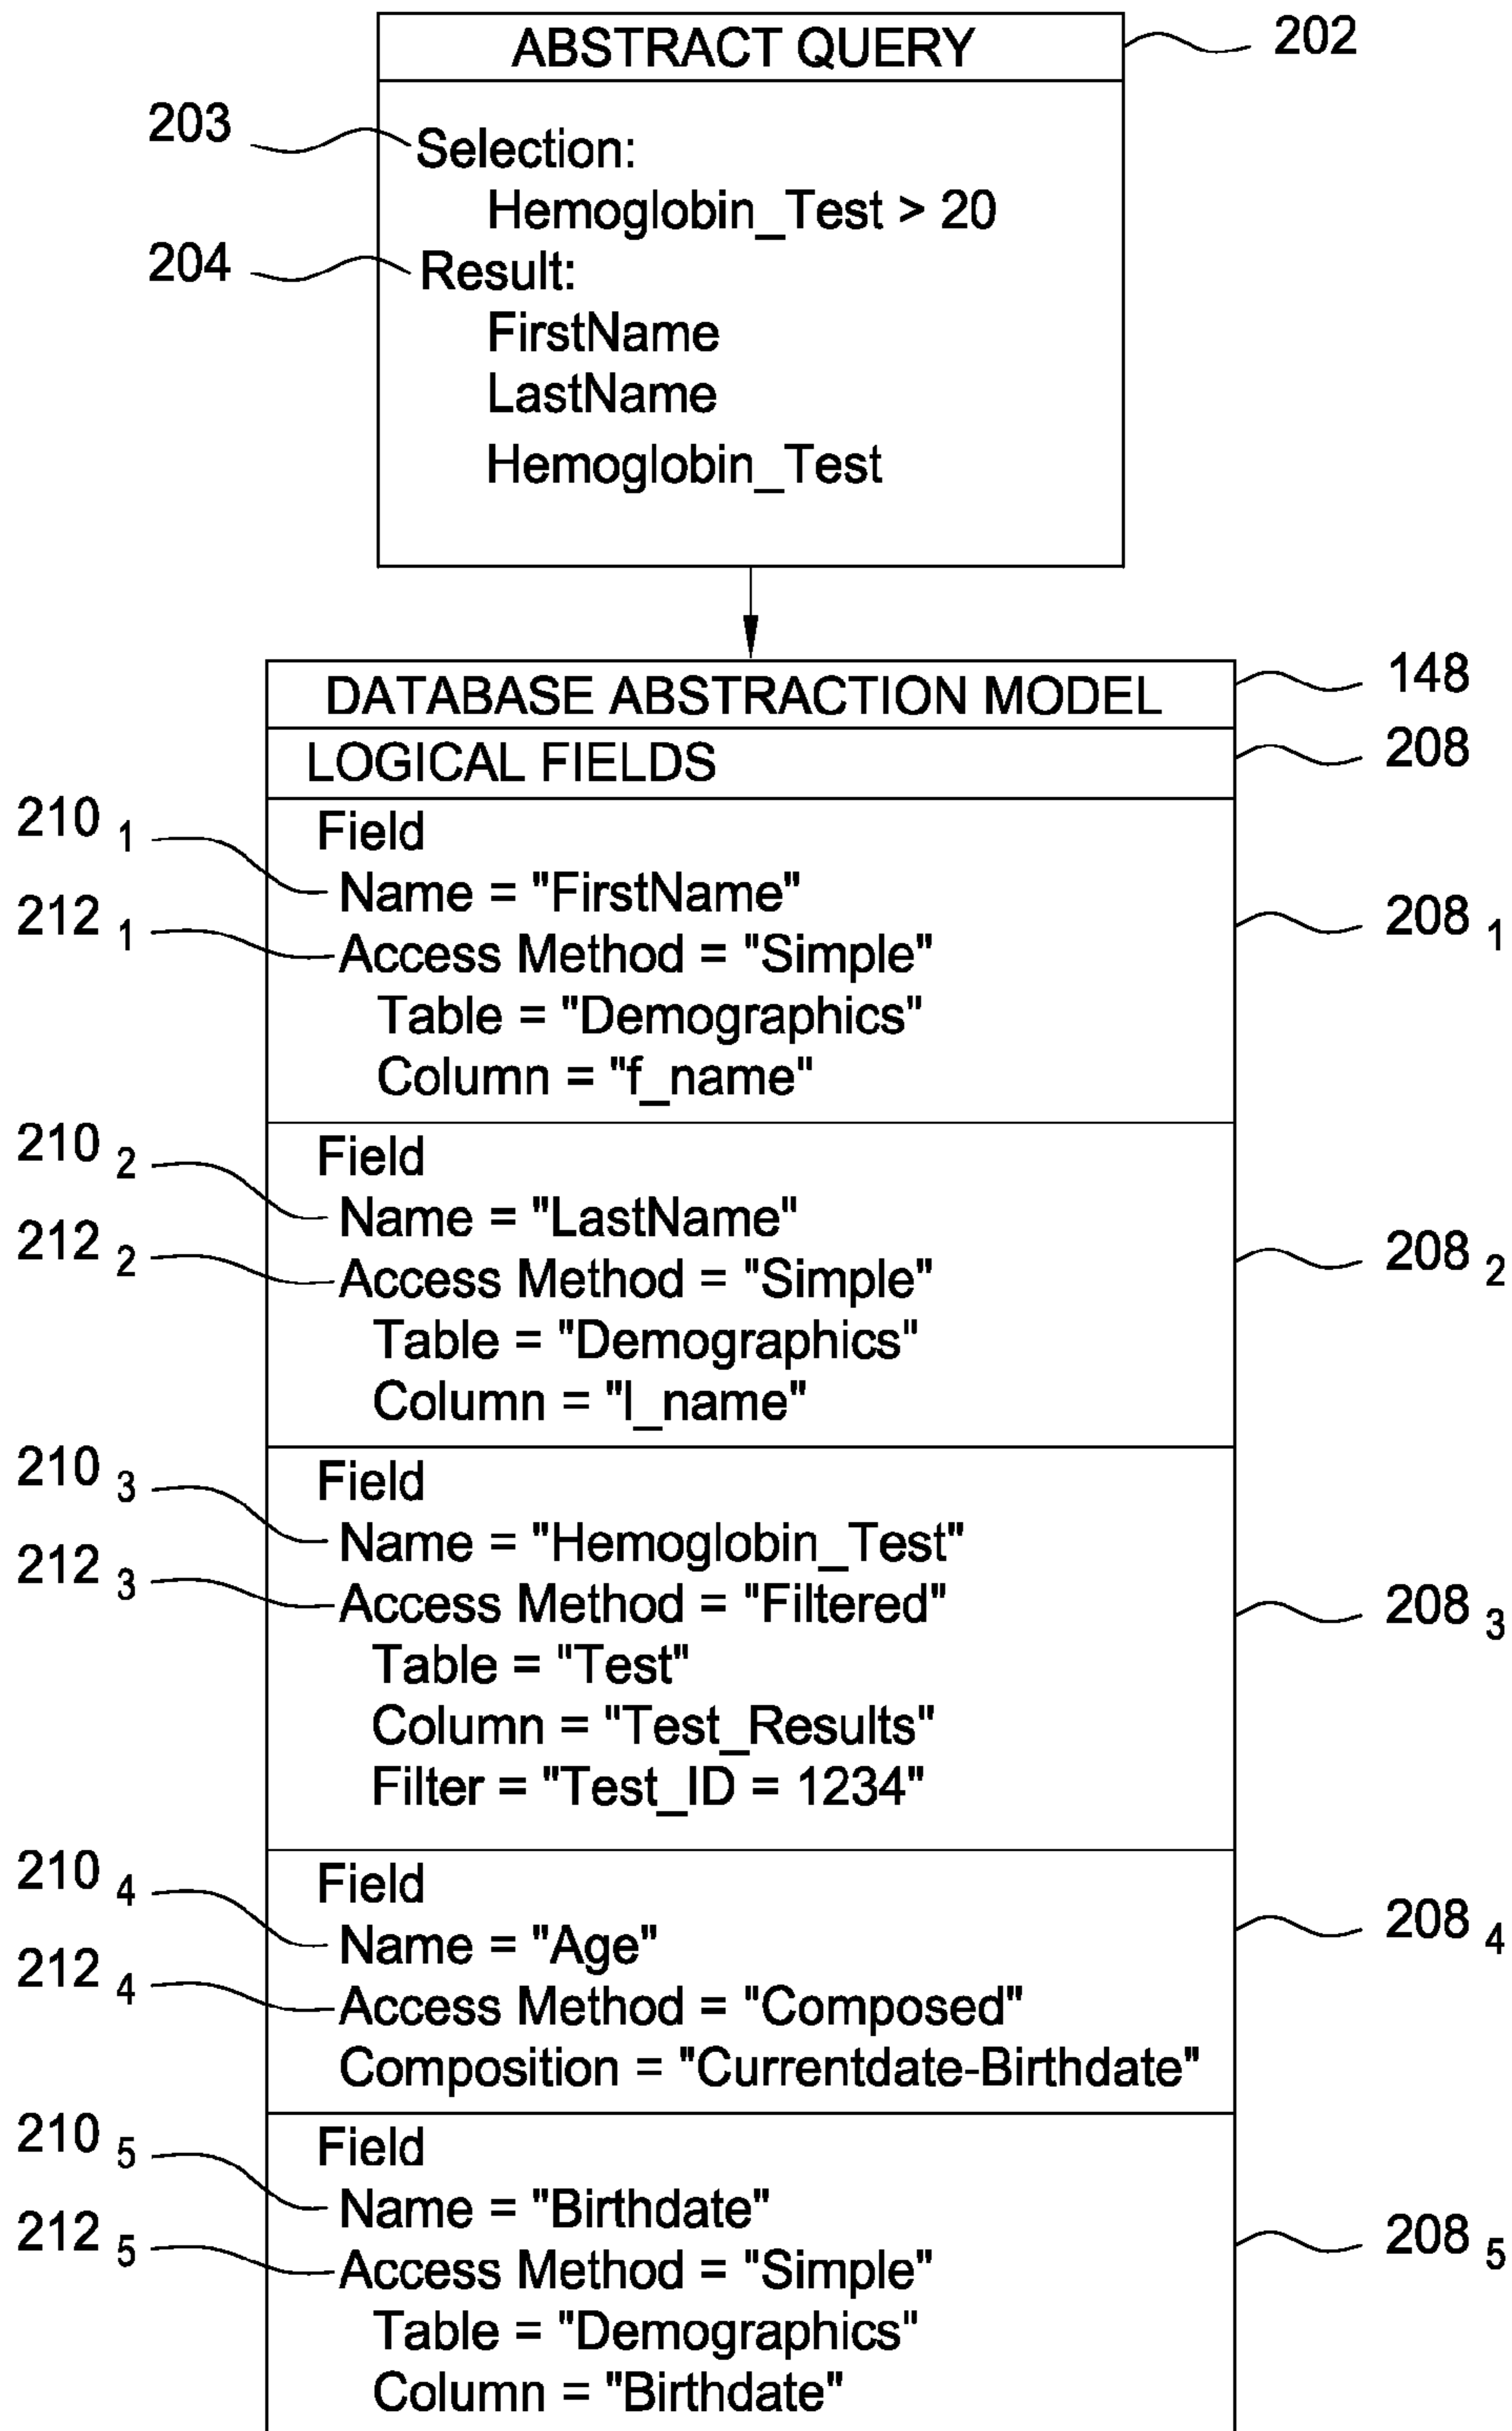 ABSTRACT QUERY
202
203
Selection:
Hemoglobin_Test > 20
204
Result:
FirstName
LastName
Hemoglobin_Test
DATABASE ABSTRACTION MODEL
148
LOGICAL FIELDS
208
Field
210 1
Name = "FirstName"
212 1
Access Method = "Simple"
208 1
Table = "Demographics"
Column = "f_name"
Field
210 2
Name = "LastName"
212 2
Access Method = "Simple"
208 2
Table = "Demographics"
Column = "l_name"
Field
210 3
Name = "Hemoglobin_Test"
212 3
Access Method = "Filtered"
208 3
Table = "Test"
Column = "Test_Results"
Filter = "Test_ID = 1234"
Field
210 4
Name = "Age"
208 4
212 4
Access Method = "Composed"
Composition = "Currentdate-Birthdate"
Field
210 5
Name = "Birthdate"
212 5
Access Method = "Simple"
208 5
Table = "Demographics"
Column = "Birthdate"